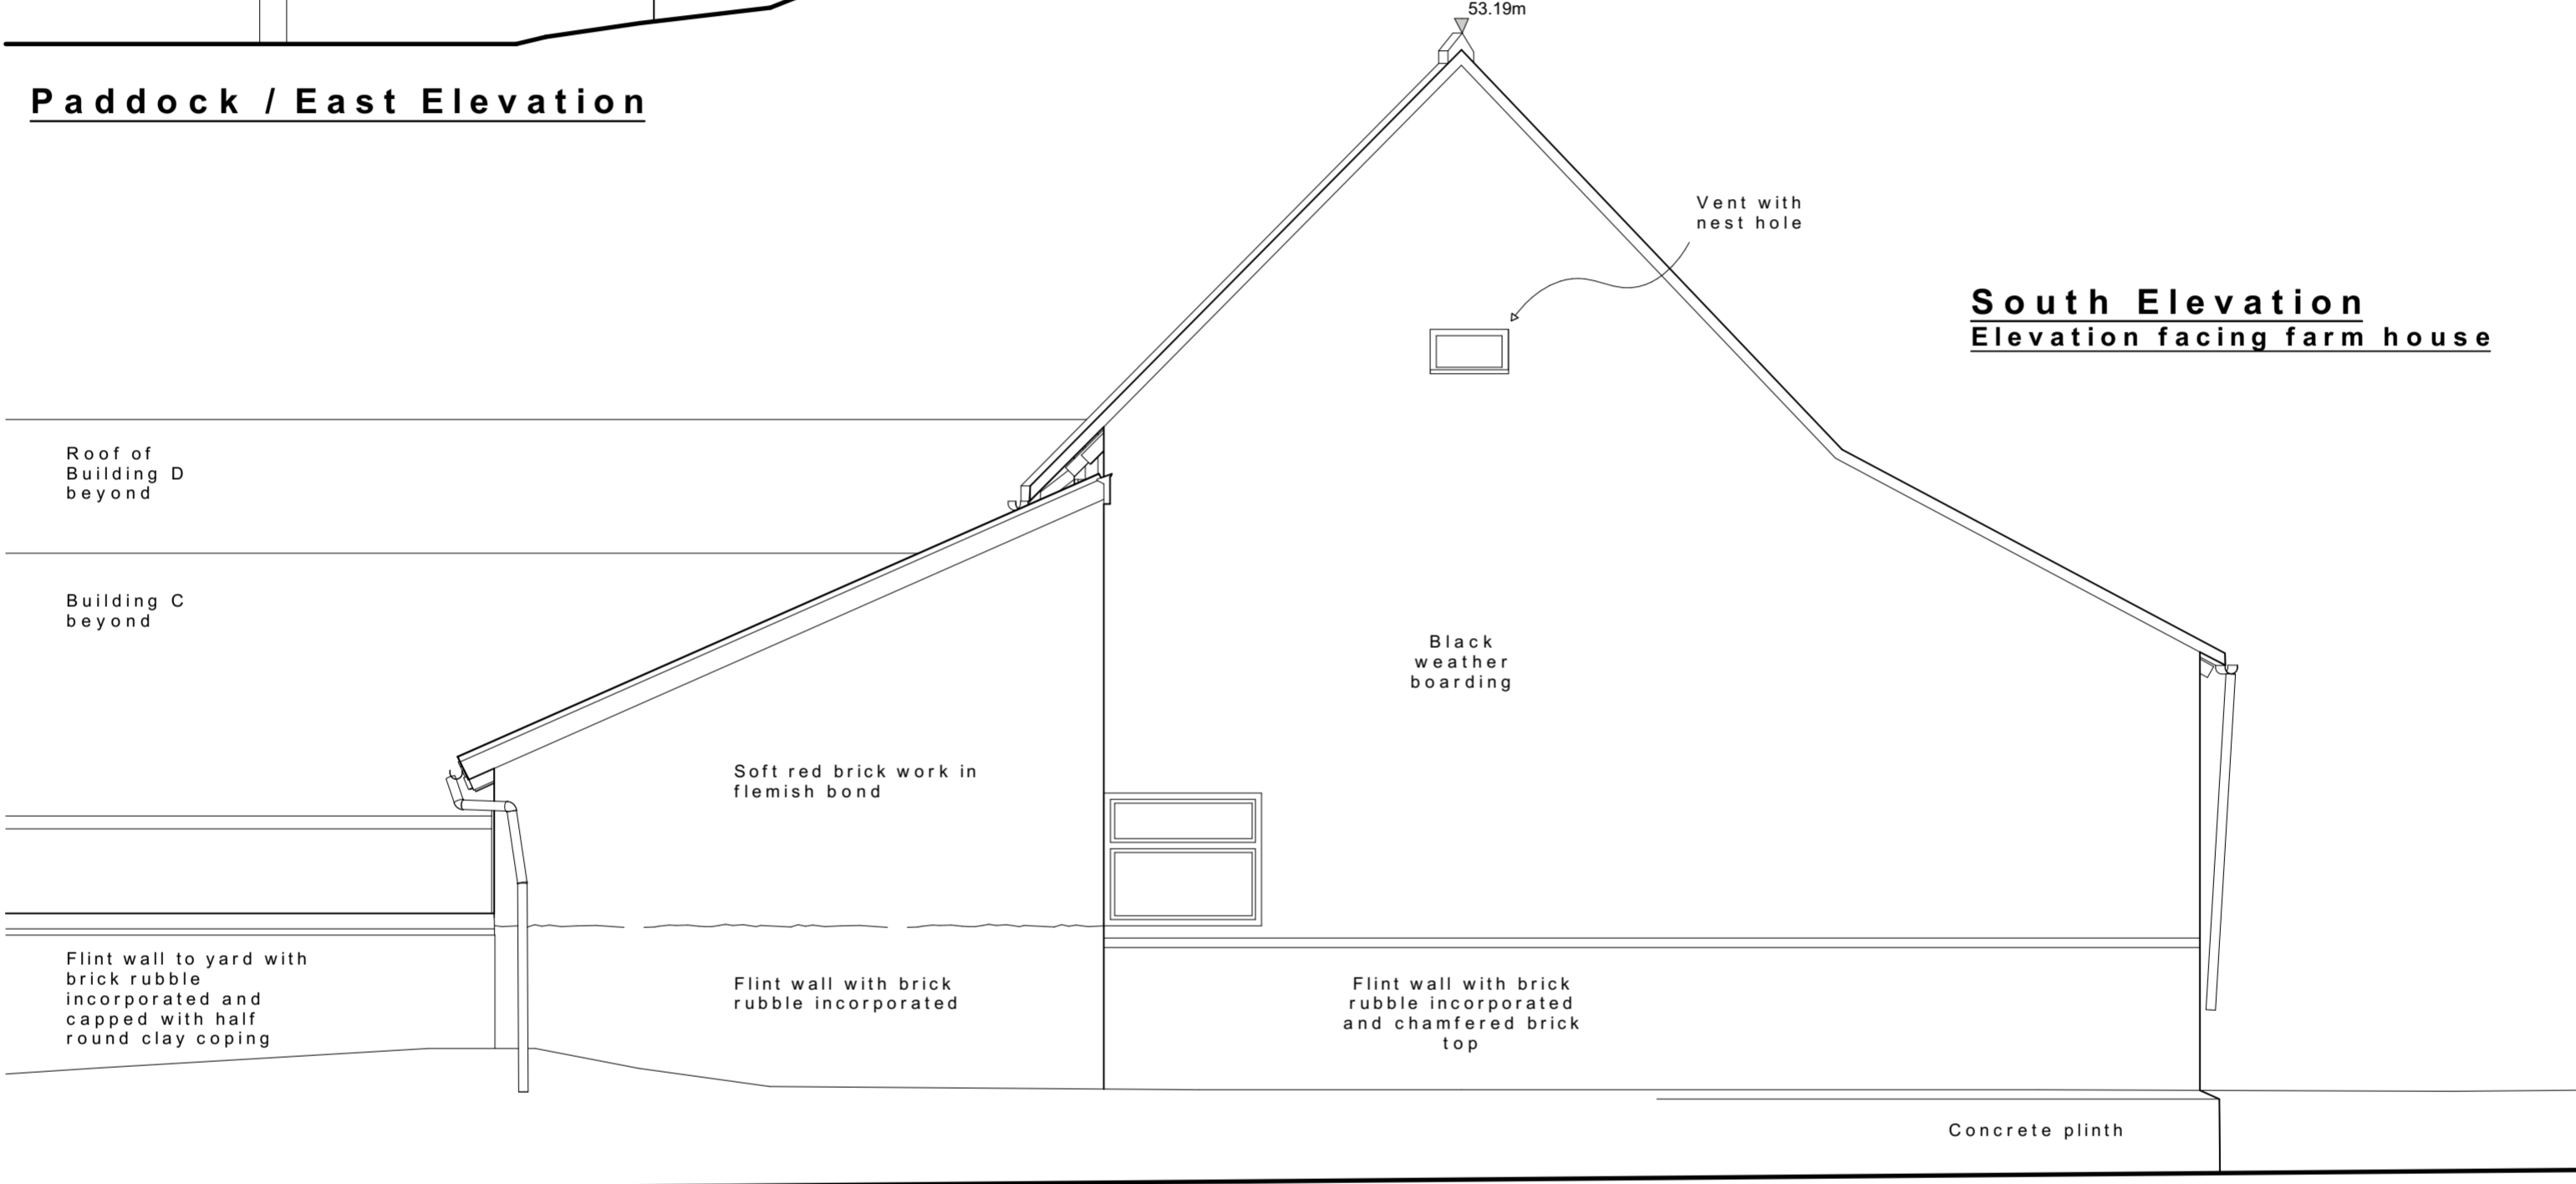 53.19m
Paddock / East Elevation
Vent with
nest hole
South Elevation
Elevation facing farm house
Roof of
Building D
beyond
Building C
beyond
Black
weather
boarding
Soft red brick work in
flemish bond
Flint wall to yard with
brick rubble
incorporated and
capped with half
round clay coping
Flint wall with brick
rubble incorporated
Flint wall with brick
rubble incorporated
and chamfered brick
top
Concrete plinth